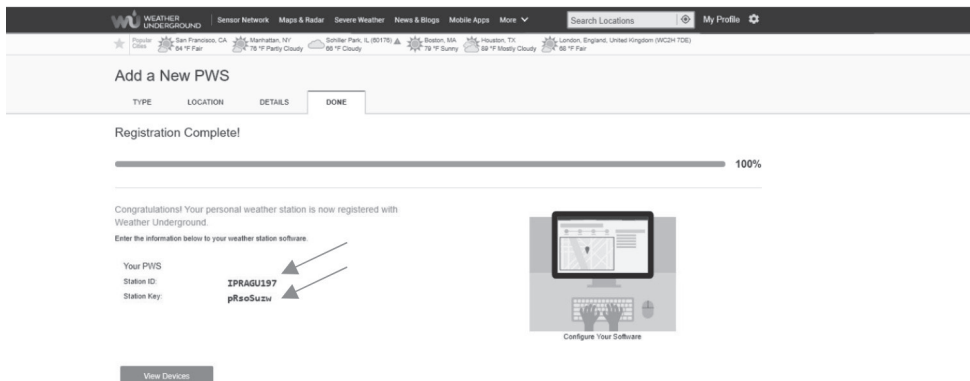 WEATHER UNDERGROUND Sensor Network Maps & Radar Severe Weather News & Blogs Mobile Apps More Search Locations My Profile
Popular Cities San Francisco, CA 64 °F Fair Manhattan, NY 76 °F Partly Cloudy Schiller Park, IL (60176) 66 °F Cloudy Boston, MA 79 °F Sunny Houston, TX 89 °F Mostly Cloudy London, England, United Kingdom (WC2H 7DE) 68 °F Fair
Add a New PWS
TYPE LOCATION DETAILS DONE
Registration Complete!
100%
Congratulations! Your personal weather station is now registered with
Weather Underground.
Enter the information below to your weather station software.
Your PWS
Station ID: IPRAGU197
Station Key: pRsoSuzw
Configure Your Software
View Devices